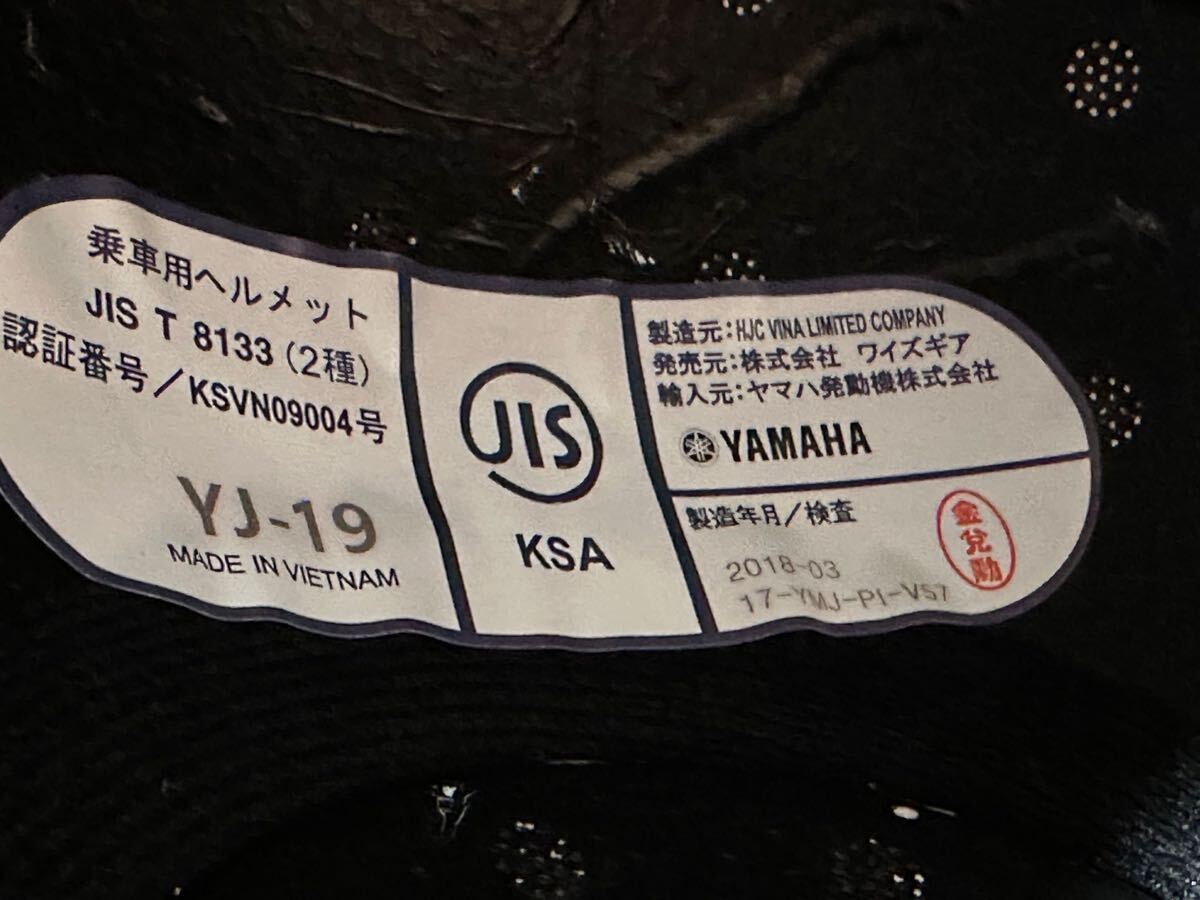 乗車用ヘルメット
JIS T 8133 (2種)
認証番号/KSVN09004号
YJ-19
MADE IN VIETNAM
JIS
KSA
製造元:HJC VINA LIMITED COMPANY
発売元:株式会社 ワイズギア
輸入元:ヤマハ発動機株式会社
YAMAHA
製造年月/検査
2018-03
17-YMJ-PI-V57
金兌勲